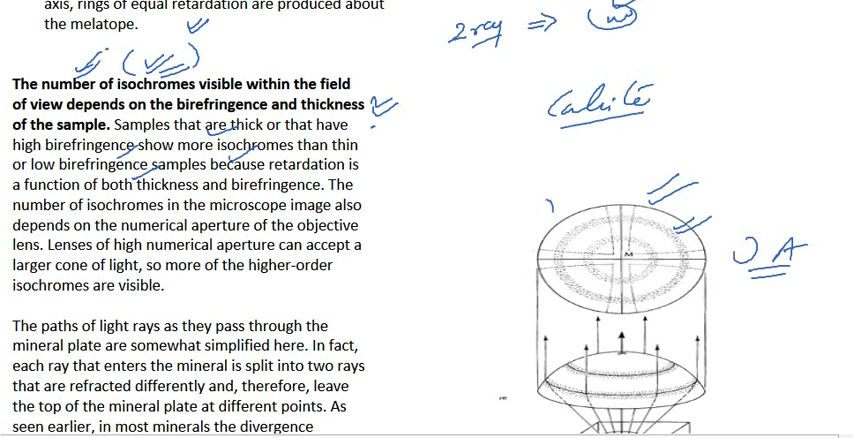 axis, rings of equal retardation are produced about
the melatope.
The number of isochromes visible within the field
of view depends on the birefringence and thickness
of the sample. Samples that are thick or that have
high birefringence show more isochromes than thin
or low birefringence samples because retardation is
a function of both thickness and birefringence. The
number of isochromes in the microscope image also
depends on the numerical aperture of the objective
lens. Lenses of high numerical aperture can accept a
larger cone of light, so more of the higher-order
isochromes are visible.
The paths of light rays as they pass through the
mineral plate are somewhat simplified here. In fact,
each ray that enters the mineral is split into two rays
that are refracted differently and, therefore, leave
the top of the mineral plate at different points. As
seen earlier, in most minerals the divergence
2 ray ⇒
Calcite
M